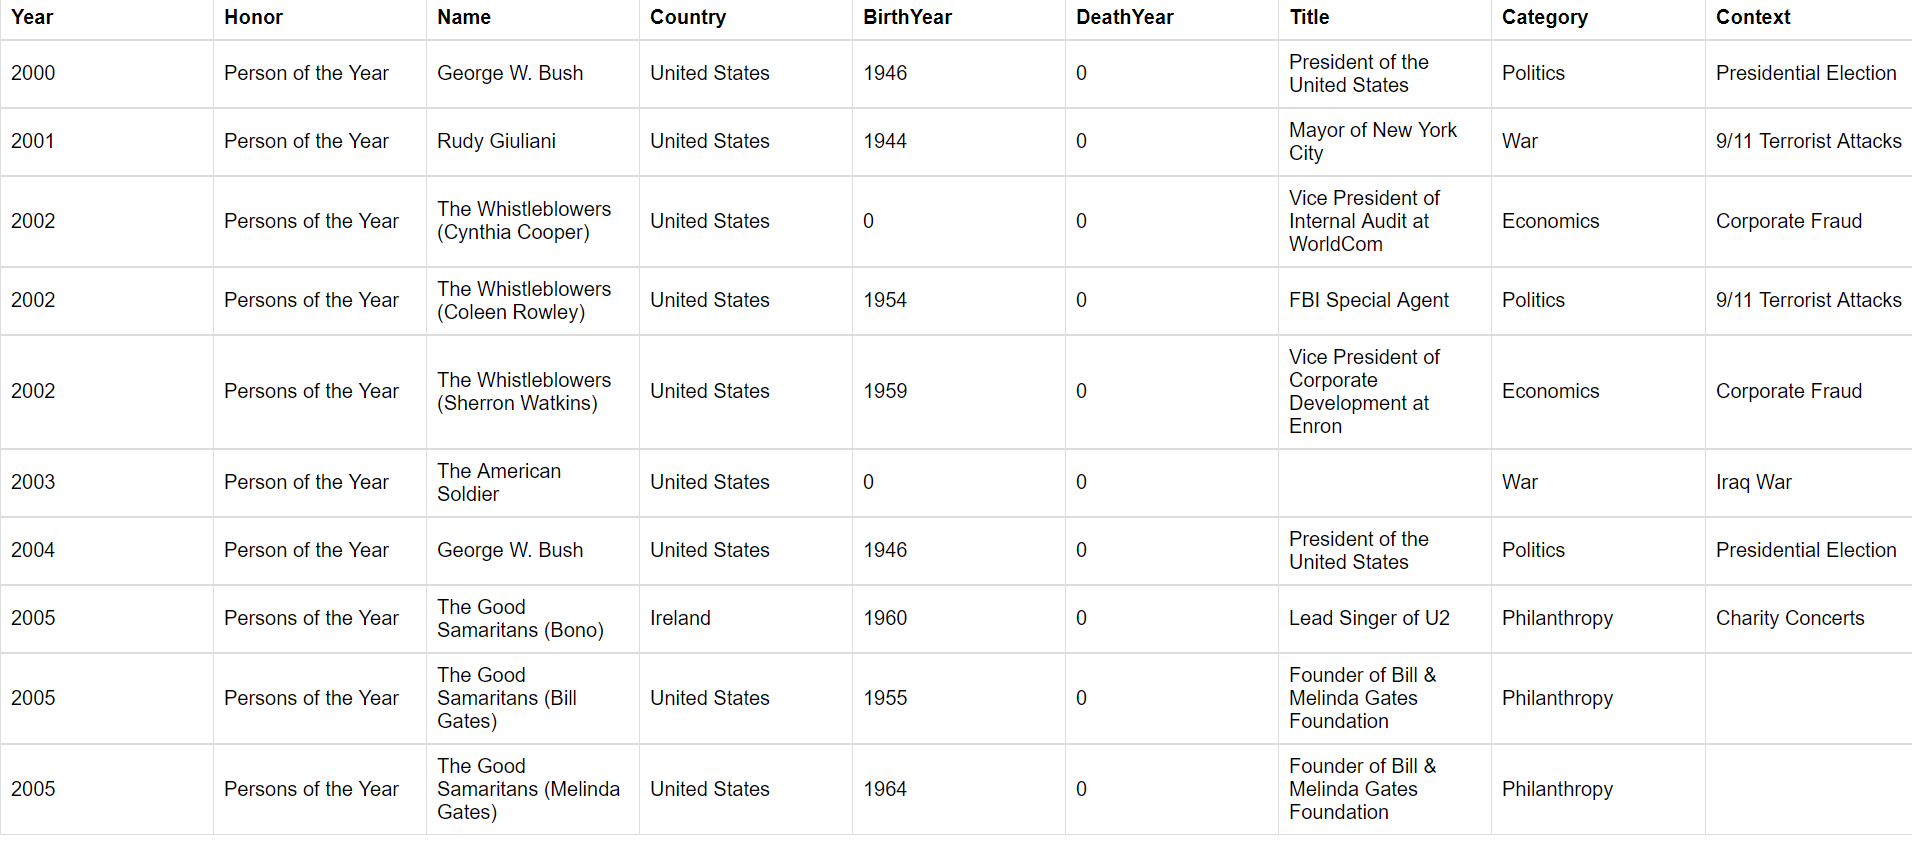 Year Honor Name Country BirthYear DeathYear Title Category Context
2000 Person of the Year George W. Bush United States 1946 0 President of the United States Politics Presidential Election
2001 Person of the Year Rudy Giuliani United States 1944 0 Mayor of New York City War 9/11 Terrorist Attacks
2002 Persons of the Year The Whistleblowers (Cynthia Cooper) United States 0 0 Vice President of Internal Audit at WorldCom Economics Corporate Fraud
2002 Persons of the Year The Whistleblowers (Coleen Rowley) United States 1954 0 FBI Special Agent Politics 9/11 Terrorist Attacks
2002 Persons of the Year The Whistleblowers (Sherron Watkins) United States 1959 0 Vice President of Corporate Development at Enron Economics Corporate Fraud
2003 Person of the Year The American Soldier United States 0 0 War Iraq War
2004 Person of the Year George W. Bush United States 1946 0 President of the United States Politics Presidential Election
2005 Persons of the Year The Good Samaritans (Bono) Ireland 1960 0 Lead Singer of U2 Philanthropy Charity Concerts
2005 Persons of the Year The Good Samaritans (Bill Gates) United States 1955 0 Founder of Bill & Melinda Gates Foundation Philanthropy
2005 Persons of the Year The Good Samaritans (Melinda Gates) United States 1964 0 Founder of Bill & Melinda Gates Foundation Philanthropy